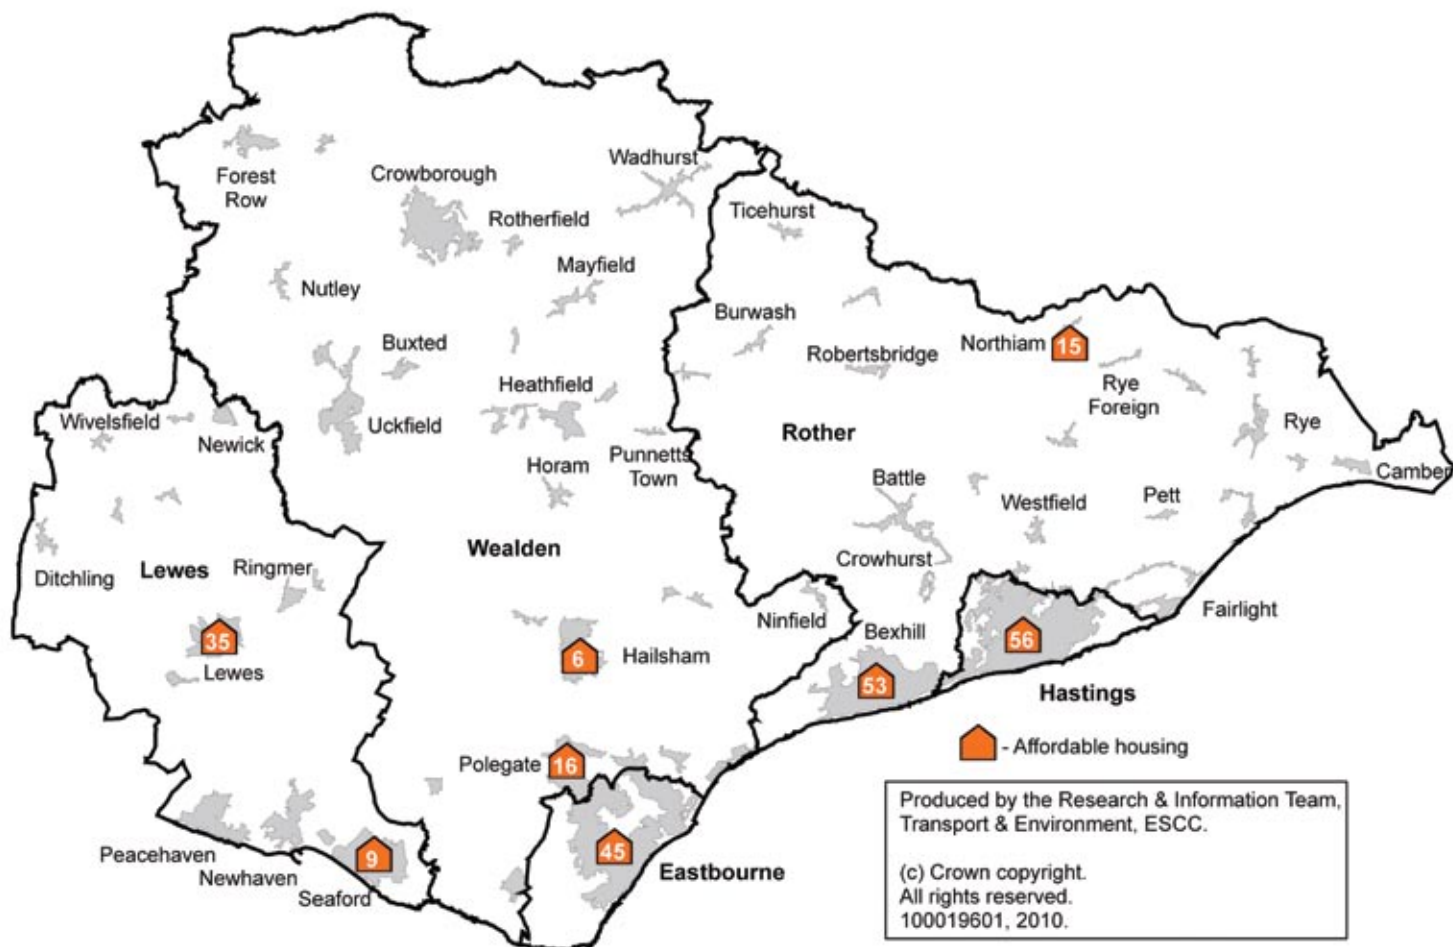 Wadhurst
Forest
Row
Crowborough
Rotherfield
Ticehurst
Mayfield
Nutley
Burwash
Buxted
Robertsbridge
Northiam
15
Rye
Foreign
Heathfield
Wivelsfield
Newick
Uckfield
Rother
Rye
Horam
Punnetts
Town
Camber
Battle
Westfield
Pett
Wealden
Crowhurst
Lewes
Ringmer
Ditchling
Ninfield
Fairlight
35
Lewes
6
Hailsham
Bexhill
53
56
Hastings
Polegate
16
- Affordable housing
Peacehaven
Newhaven
Seaford
9
45
Eastbourne
Produced by the Research & Information Team,
Transport & Environment, ESCC.
(c) Crown copyright.
All rights reserved.
100019601, 2010.